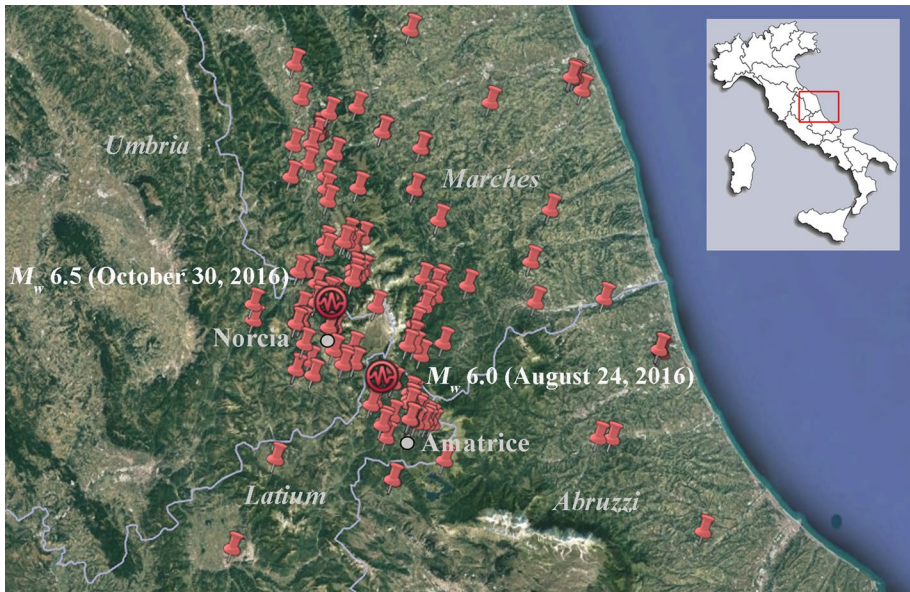 Umbria
Marches
Mw 6.5 (October 30, 2016)
Norcia
Mw 6.0 (August 24, 2016)
Amatrice
Latium
Abruzzi